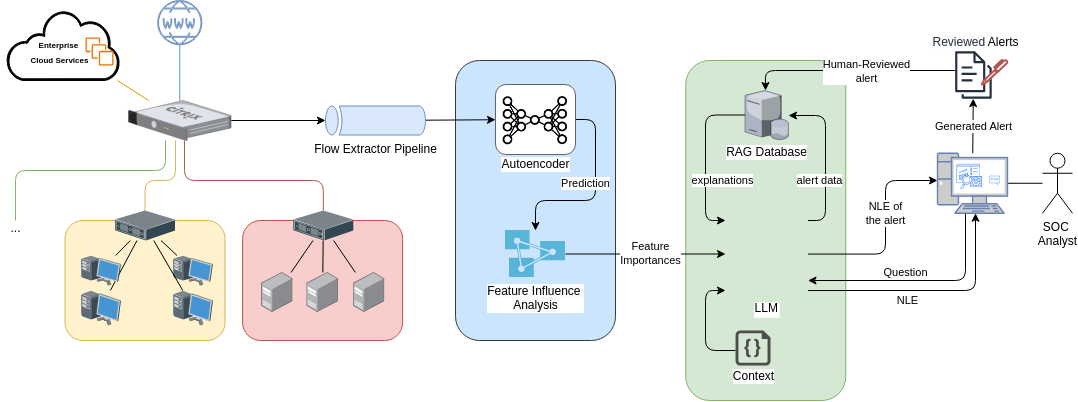 Enterprise
Cloud Services
WWW
CITRIX
Flow Extractor Pipeline
...
Autoencoder
Prediction
Feature Influence
Analysis
Feature
Importances
Human-Reviewed
alert
RAG Database
explanations
alert data
LLM
{}
Context
NLE of
the alert
Question
NLE
Reviewed Alerts
Generated Alert
SOC
Analyst